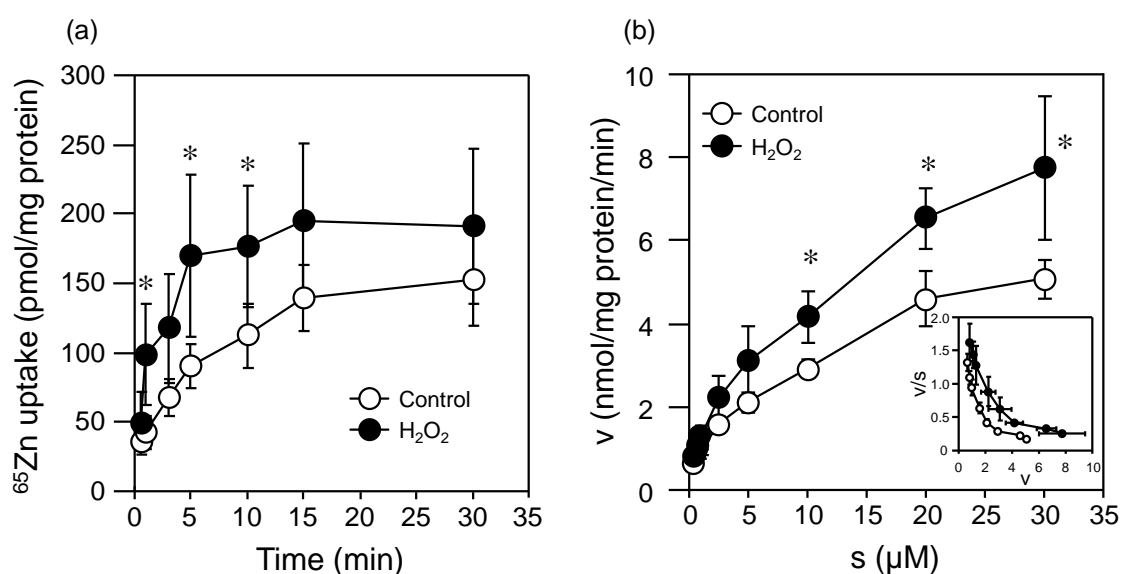 (a)
300
250
200
150
100
50
0
⁶⁵Zn uptake (pmol/mg protein)
*
*
*
Control
H₂O₂
0 5 10 15 20 25 30 35
Time (min)
(b)
10
8
6
4
2
0
v (nmol/mg protein/min)
Control
H₂O₂
*
*
*
0 5 10 15 20 25 30 35
s (µM)
2.0
1.5
1.0
0.5
0
v/s
0 2 4 6 8 10
v